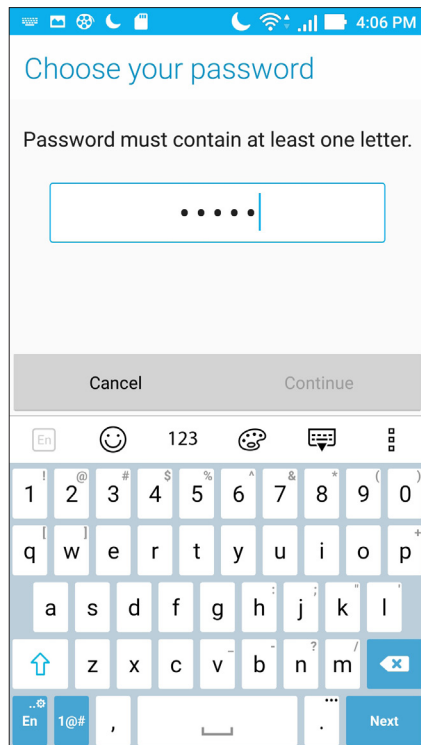 4:06 PM
Choose your password
Password must contain at least one letter.
•••••
Cancel Continue
En 123
! @ # $ % ^ & * ( )
1 2 3 4 5 6 7 8 9 0
[ ] +
q w e r t y u i o p
: ; " '
a s d f g h j k l
_ - ? /
z x c v b n m
En 1@# , . Next